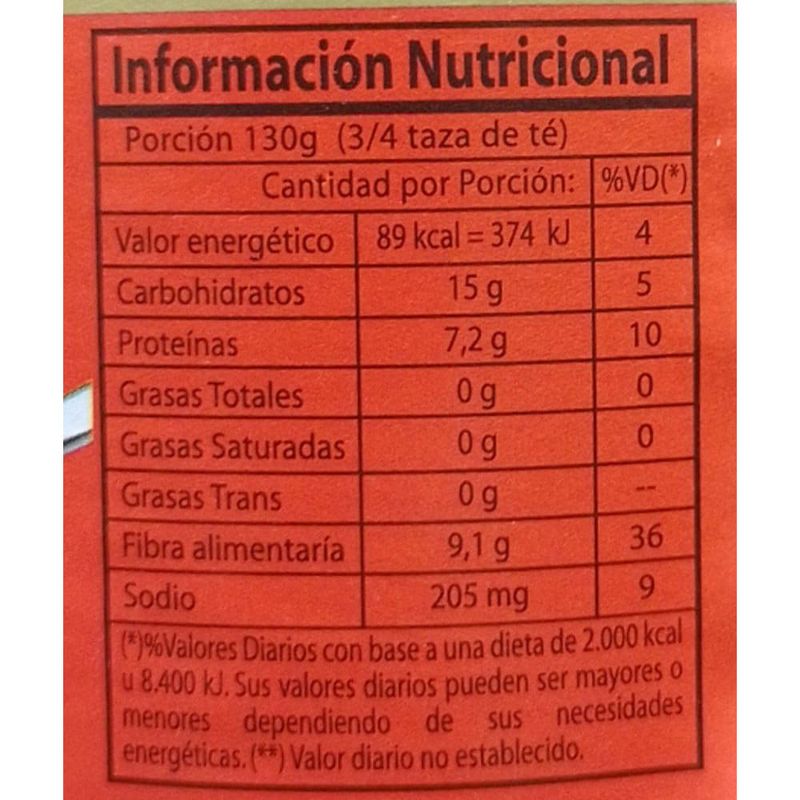 Información Nutricional
Porción 130g (3/4 taza de té)
Cantidad por Porción: %VD(*)
Valor energético 89 kcal = 374 kJ 4
Carbohidratos 15 g 5
Proteínas 7,2 g 10
Grasas Totales 0 g 0
Grasas Saturadas 0 g 0
Grasas Trans 0 g --
Fibra alimentaría 9,1 g 36
Sodio 205 mg 9
(*)%Valores Diarios con base a una dieta de 2.000 kcal
u 8.400 kJ. Sus valores diarios pueden ser mayores o
menores dependiendo de sus necesidades
energéticas. (**) Valor diario no establecido.